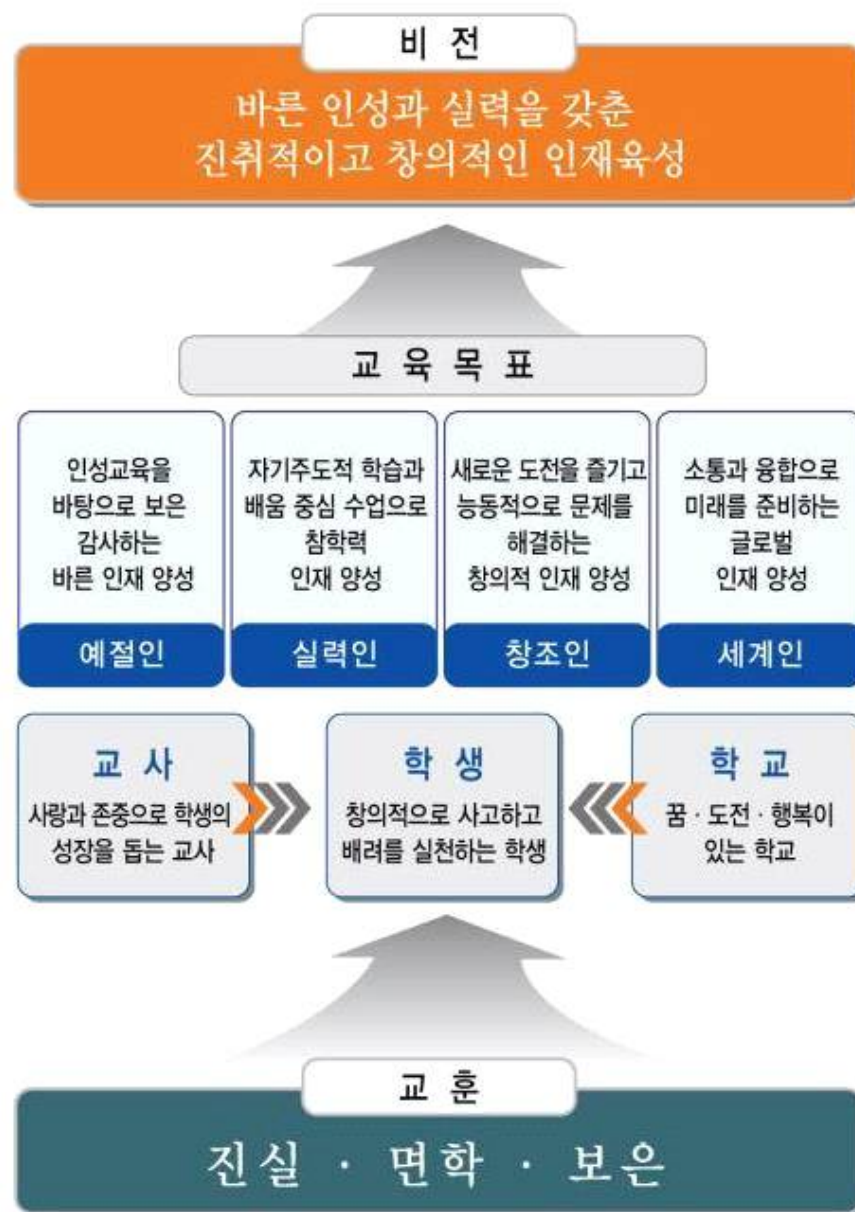 비 전
바른 인성과 실력을 갖춘
진취적이고 창의적인 인재육성
교 육 목 표
인성교육을
바탕으로 보은
감사하는
바른 인재 양성
예절인
자기주도적 학습과
배움 중심 수업으로
참학력
인재 양성
실력인
새로운 도전을 즐기고
능동적으로 문제를
해결하는
창의적 인재 양성
창조인
소통과 융합으로
미래를 준비하는
글로벌
인재 양성
세계인
교 사
사랑과 존중으로 학생의
성장을 돕는 교사
학 생
창의적으로 사고하고
배려를 실천하는 학생
학 교
꿈 · 도전 · 행복이
있는 학교
교 훈
진실 · 면학 · 보은